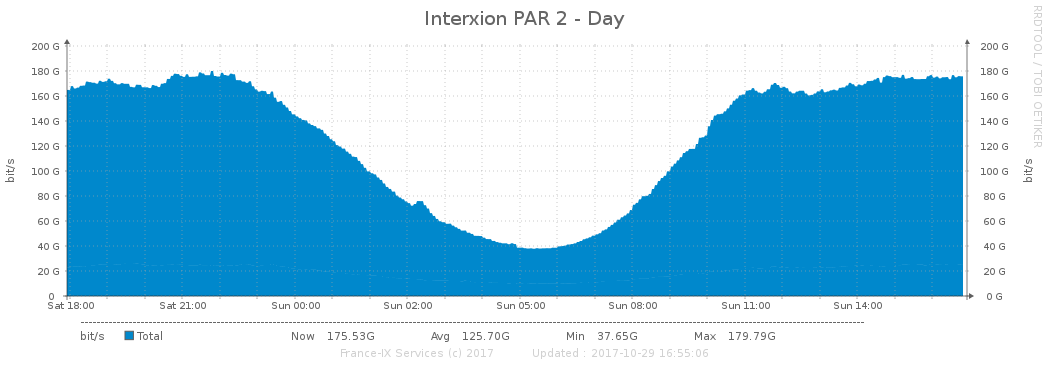 Interxion PAR 2 - Day
RRDTOOL / TOBI OETIKER
200 G 200 G
180 G 180 G
160 G 160 G
140 G 140 G
120 G 120 G
100 G 100 G
80 G 80 G
60 G 60 G
40 G 40 G
20 G 20 G
0 0 G
bit/s bit/s
Sat 18:00 Sat 21:00 Sun 00:00 Sun 02:00 Sun 05:00 Sun 08:00 Sun 11:00 Sun 14:00
bit/s Total Now 175.53G Avg 125.70G Min 37.65G Max 179.79G
France-IX Services (c) 2017 Updated : 2017-10-29 16:55:06